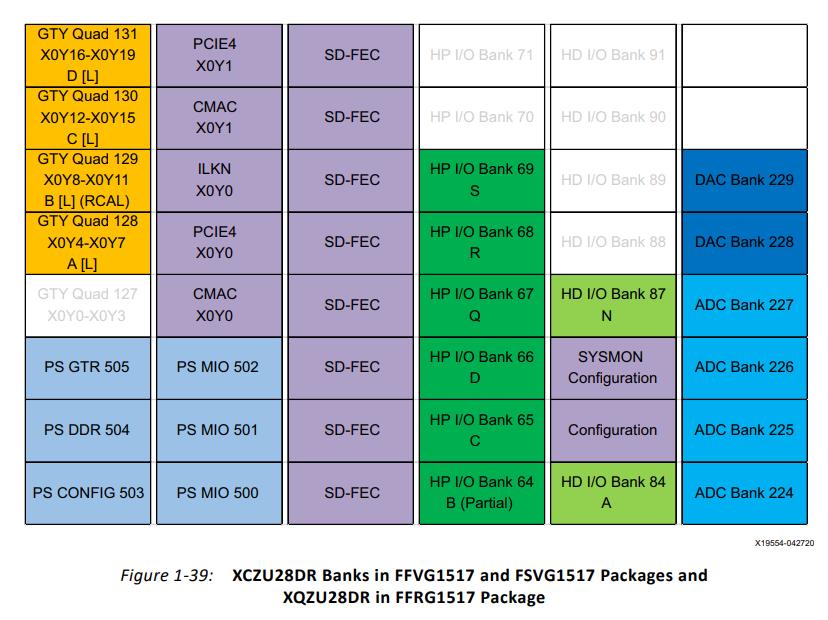 GTY Quad 131
X0Y16-X0Y19
D [L]
PCIE4
X0Y1
SD-FEC
HP I/O Bank 71
HD I/O Bank 91
GTY Quad 130
X0Y12-X0Y15
C [L]
CMAC
X0Y1
SD-FEC
HP I/O Bank 70
HD I/O Bank 90
GTY Quad 129
X0Y8-X0Y11
B [L] (RCAL)
ILKN
X0Y0
SD-FEC
HP I/O Bank 69
S
HD I/O Bank 89
DAC Bank 229
GTY Quad 128
X0Y4-X0Y7
A [L]
PCIE4
X0Y0
SD-FEC
HP I/O Bank 68
R
HD I/O Bank 88
DAC Bank 228
GTY Quad 127
X0Y0-X0Y3
CMAC
X0Y0
SD-FEC
HP I/O Bank 67
Q
HD I/O Bank 87
N
ADC Bank 227
PS GTR 505
PS MIO 502
SD-FEC
HP I/O Bank 66
D
SYSMON
Configuration
ADC Bank 226
PS DDR 504
PS MIO 501
SD-FEC
HP I/O Bank 65
C
Configuration
ADC Bank 225
PS CONFIG 503
PS MIO 500
SD-FEC
HP I/O Bank 64
B (Partial)
HD I/O Bank 84
A
ADC Bank 224
X19554-042720
Figure 1-39: XCZU28DR Banks in FFVG1517 and FSVG1517 Packages and
XQZU28DR in FFRG1517 Package